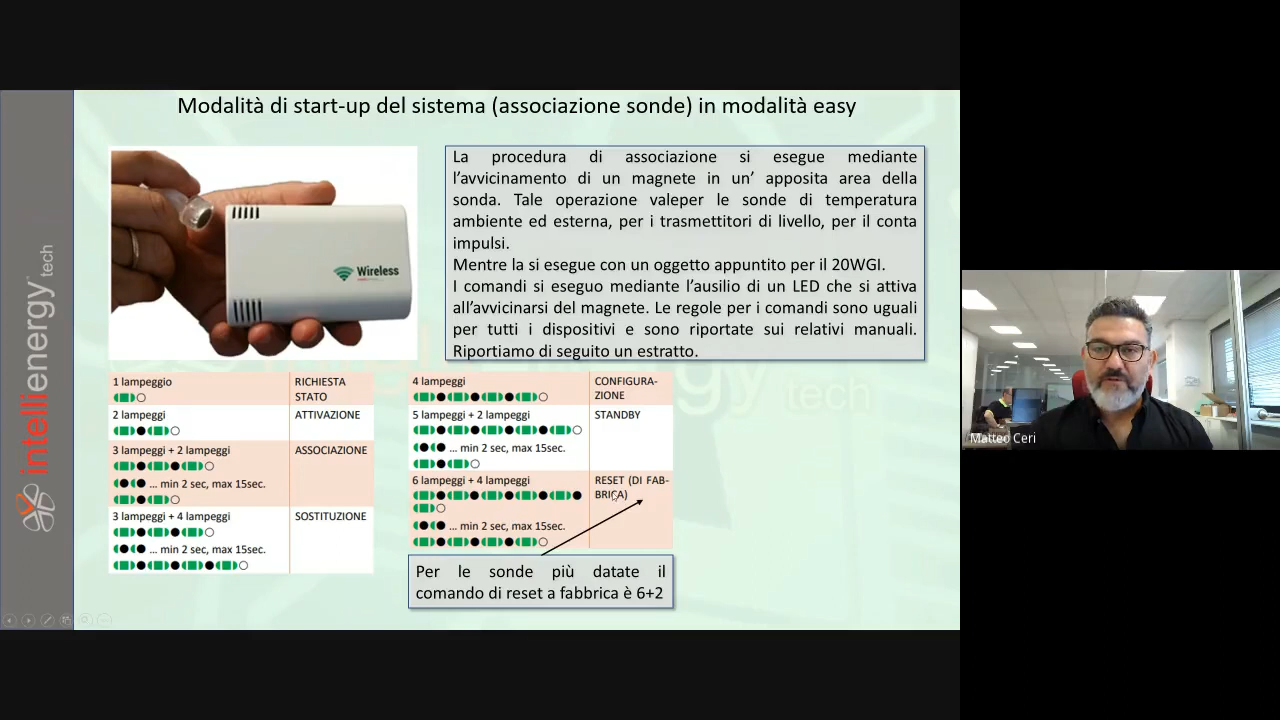 Modalità di start-up del sistema (associazione sonde) in modalità easy
La procedura di associazione si esegue mediante
l'avvicinamento di un magnete in un' apposita area della
sonda. Tale operazione valeper le sonde di temperatura
ambiente ed esterna, per i trasmettitori di livello, per il conta
impulsi.
Mentre la si esegue con un oggetto appuntito per il 20WGI.
I comandi si eseguo mediante l'ausilio di un LED che si attiva
all'avvicinarsi del magnete. Le regole per i comandi sono uguali
per tutti i dispositivi e sono riportate sui relativi manuali.
Riportiamo di seguito un estratto.
Wireless
intellienergy tech
1 lampeggio
RICHIESTA
STATO
2 lampeggi
ATTIVAZIONE
3 lampeggi + 2 lampeggi
ASSOCIAZIONE
... min 2 sec, max 15sec.
3 lampeggi + 4 lampeggi
SOSTITUZIONE
... min 2 sec, max 15sec.
4 lampeggi
CONFIGURA-
ZIONE
5 lampeggi + 2 lampeggi
STANDBY
... min 2 sec, max 15sec.
6 lampeggi + 4 lampeggi
RESET (DI FAB-
BRICA)
... min 2 sec, max 15sec.
Per le sonde più datate il
comando di reset a fabbrica è 6+2
gy
tech
Matteo Ceri